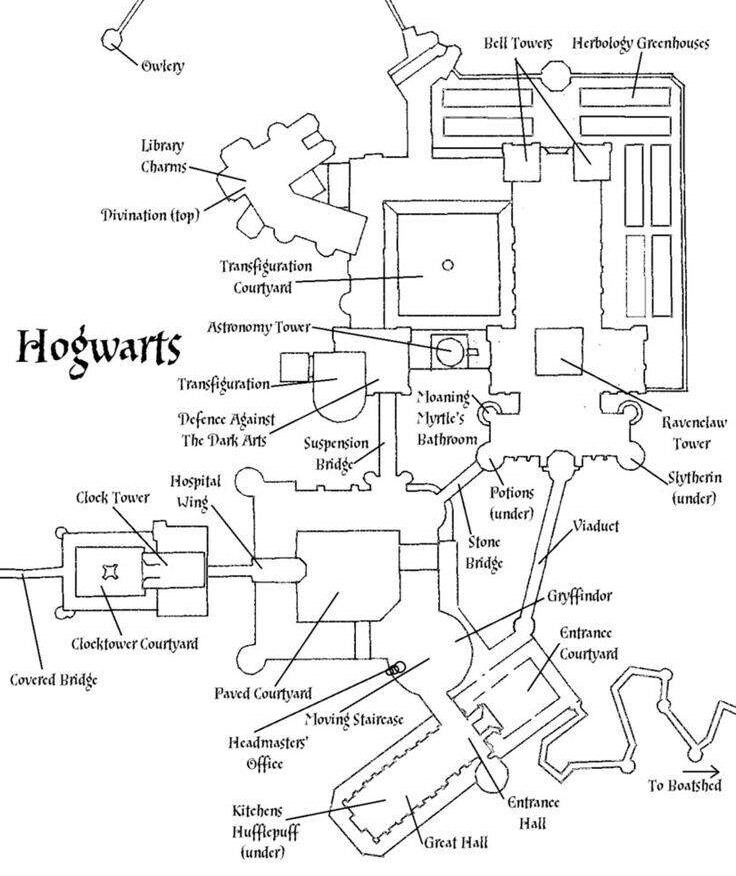 Bell Towers
Herbology Greenhouses
Owlery
Library
Charms
Divination (top)
Transfiguration
Courtyard
Astronomy Tower
Hogwarts
Transfiguration
Defence Against
The Dark Arts
Moaning
Myrtle's
Bathroom
Ravenclaw
Tower
Suspension
Bridge
Hospital
Wing
Clock Tower
Potions
(under)
Slytherin
(under)
Stone
Bridge
Viaduct
Gryffindor
Clocktower Courtyard
Entrance
Courtyard
Covered Bridge
Paved Courtyard
Moving Staircase
Headmasters'
Office
To Boatshed
Kitchens
Hufflepuff
(under)
Entrance
Hall
Great Hall